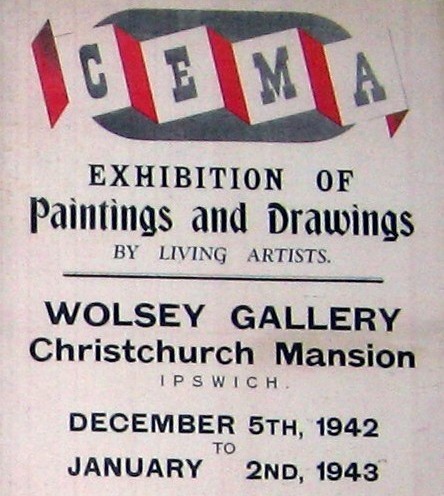 CEMA
EXHIBITION OF
Paintings and Drawings
BY LIVING ARTISTS.
WOLSEY GALLERY
Christchurch Mansion
IPSWICH.
DECEMBER 5TH, 1942
TO
JANUARY 2ND, 1943